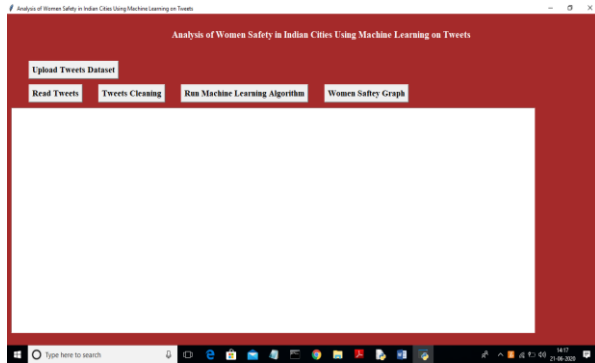 Analysis of Women Safety in Indian Cities Using Machine Learning on Tweets
Analysis of Women Safety in Indian Cities Using Machine Learning on Tweets
Upload Tweets Dataset
Read Tweets Tweets Cleaning Run Machine Learning Algorithm Women Saftey Graph
Type here to search
14:17
21-06-2020